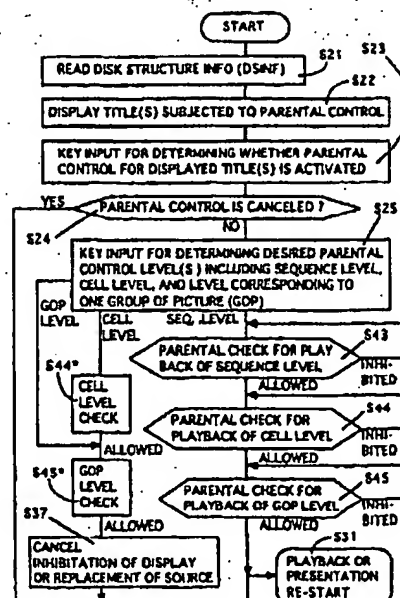 START
S21
READ DISK STRUCTURE INFO (DSINF)
S22
DISPLAY TITLE(S) SUBJECTED TO PARENTAL CONTROL
S23
KEY INPUT FOR DETERMINING WHETHER PARENTAL
CONTROL FOR DISPLAYED TITLE(S) IS ACTIVATED
YES
PARENTAL CONTROL IS CANCELED ?
S24
NO
S25
KEY INPUT FOR DETERMINING DESIRED PARENTAL
CONTROL LEVEL(S) INCLUDING SEQUENCE LEVEL,
CELL LEVEL, AND LEVEL CORRESPONDING TO
ONE GROUP OF PICTURE (GOP)
GOP
LEVEL
CELL
LEVEL
SEQ. LEVEL
S43
PARENTAL CHECK FOR PLAY
BACK OF SEQUENCE LEVEL
INHI-
BITED
ALLOWED
S44*
CELL
LEVEL
CHECK
S44
PARENTAL CHECK FOR
PLAYBACK OF CELL LEVEL
INHI-
BITED
ALLOWED
ALLOWED
S45*
GOP
LEVEL
CHECK
S45
PARENTAL CHECK FOR
PLAYBACK OF GOP LEVEL
INHI-
BITED
ALLOWED
ALLOWED
S37
CANCEL
INHIBITATION OF DISPLAY
OR REPLACEMENT OF SOURCE
S31
PLAYBACK OR
PRESENTATION
RE-START